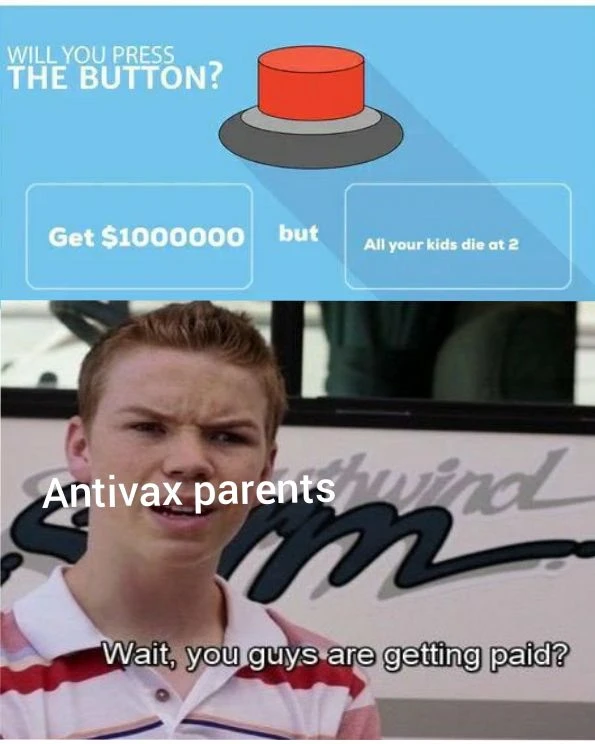 WILL YOU PRESS
THE BUTTON?
Get $1000000
but
All your kids die at 2
Antivax parents
Wait, you guys are getting paid?